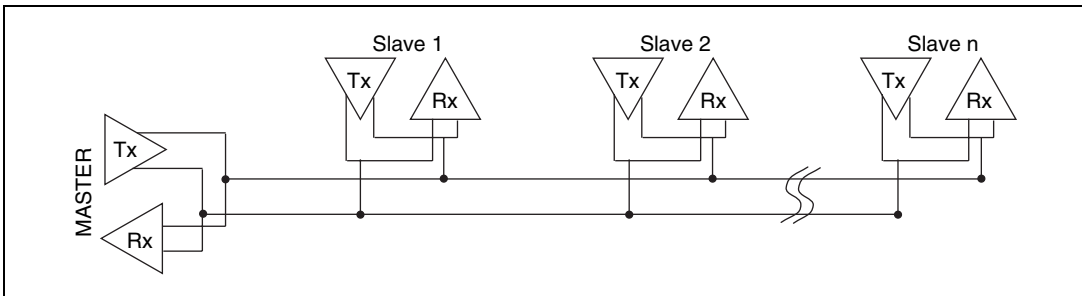 Slave 1
Slave 2
Slave n
Tx
Rx
Tx
Rx
Tx
Rx
MASTER
Tx
Rx